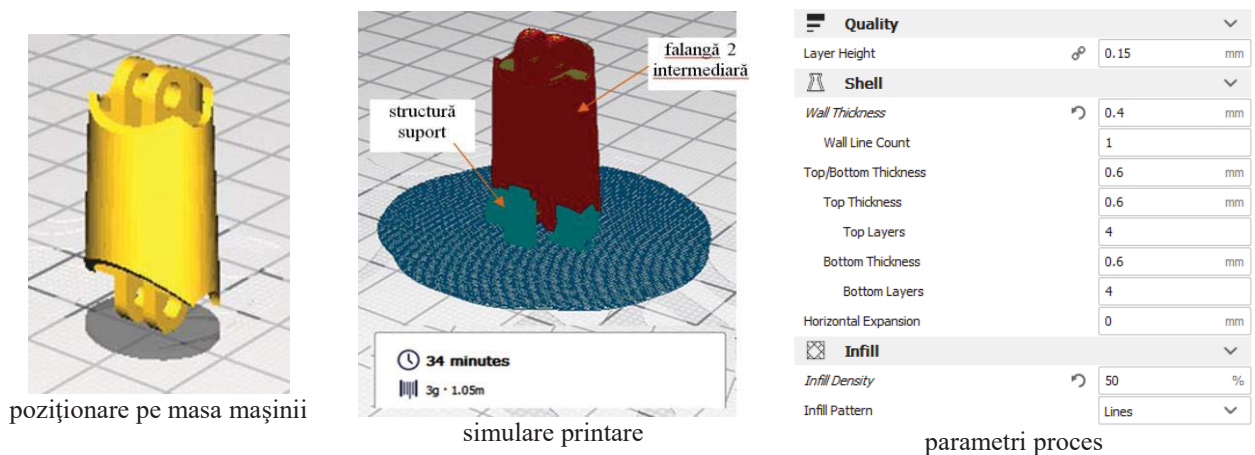 poziţionare pe masa maşinii
structură
suport
falangă 2
intermediară
34 minutes
3g · 1.05m
simulare printare
Quality
Layer Height 0.15 mm
Shell
Wall Thickness 0.4 mm
Wall Line Count 1
Top/Bottom Thickness 0.6 mm
Top Thickness 0.6 mm
Top Layers 4
Bottom Thickness 0.6 mm
Bottom Layers 4
Horizontal Expansion 0 mm
Infill
Infill Density 50 %
Infill Pattern Lines
parametri proces